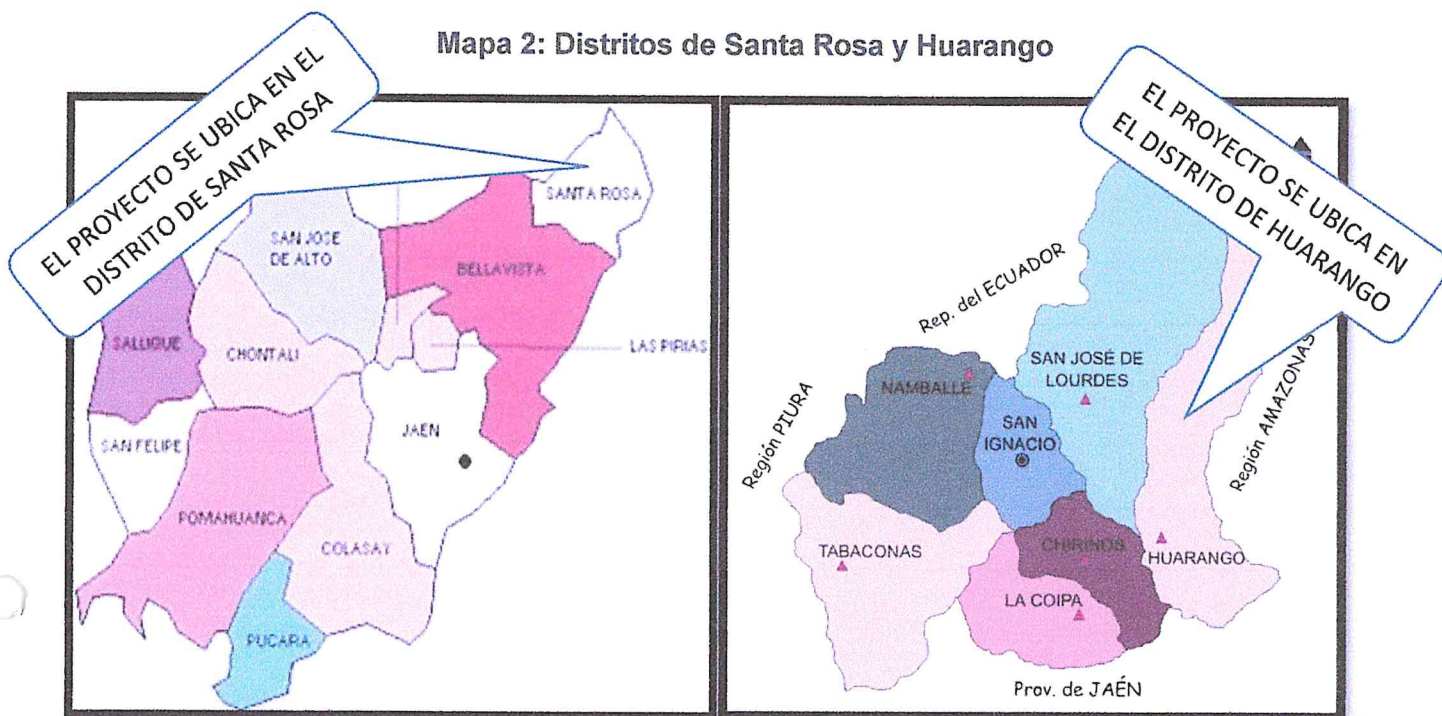 Mapa 2: Distritos de Santa Rosa y Huarango
EL PROYECTO SE UBICA EN EL
DISTRITO DE SANTA ROSA
SANTA ROSA
SAN JOSE
DE ALTO
BELLAVISTA
SALLIQUE
CHONTALI
LAS PIRIAS
SAN FELIPE
JAEN
POMAHUANCA
COLASAY
PUCARA
EL PROYECTO SE UBICA EN
EL DISTRITO DE HUARANGO
Rep. del ECUADOR
SAN JOSÉ DE
LOURDES
NAMBALLE
SAN
IGNACIO
Región PIURA
Región AMAZONAS
TABACONAS
CHIRINOS
HUARANGO
LA COIPA
Prov. de JAÉN